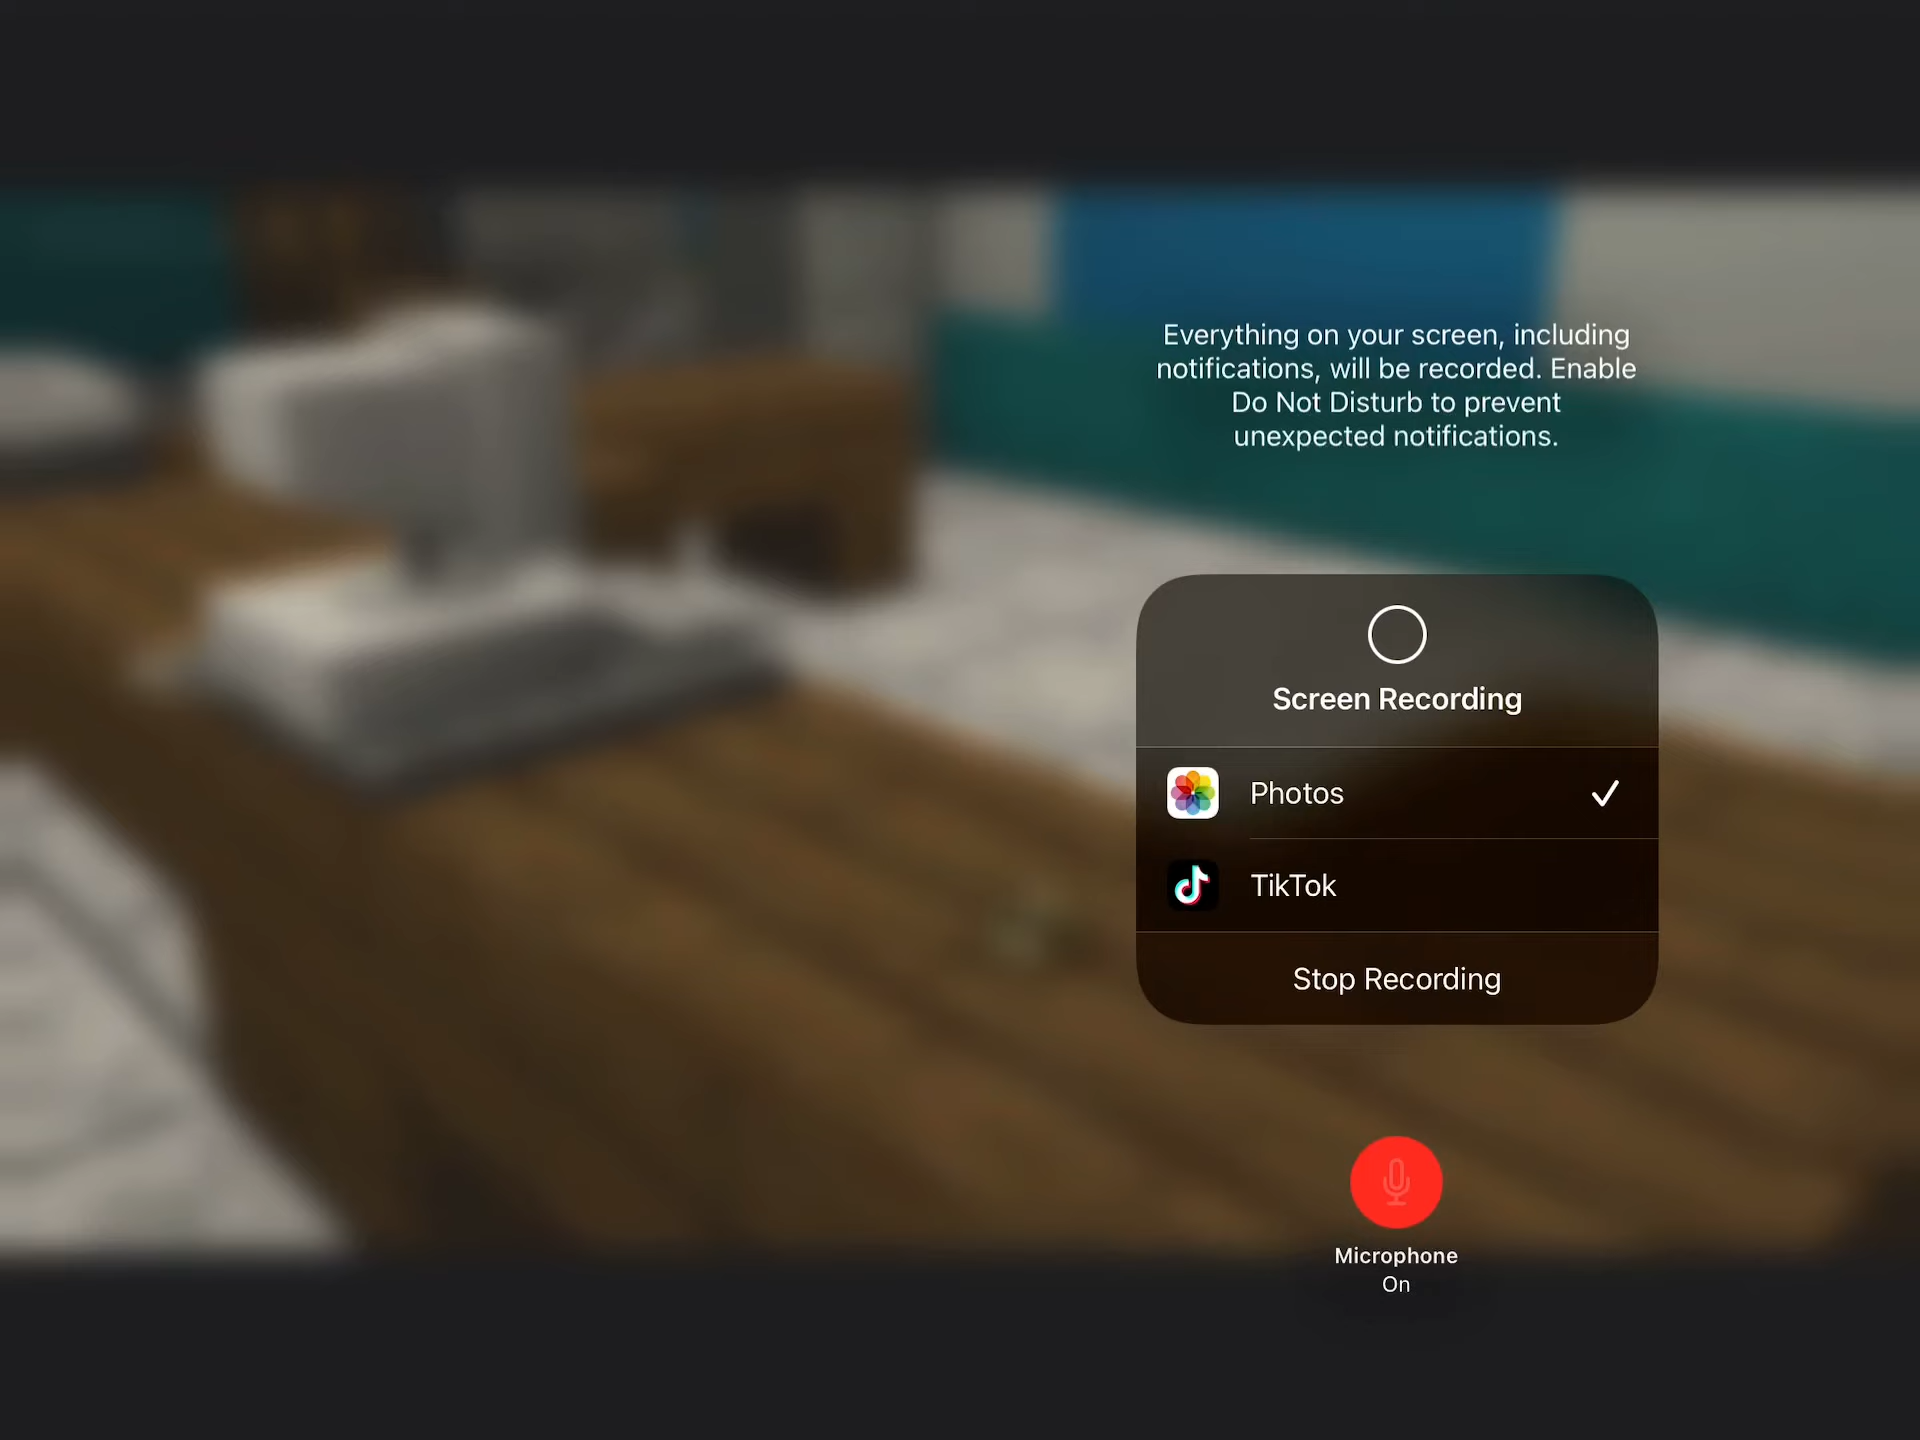 Everything on your screen, including
notifications, will be recorded. Enable
Do Not Disturb to prevent
unexpected notifications.
Screen Recording
Photos
TikTok
Stop Recording
Microphone
On